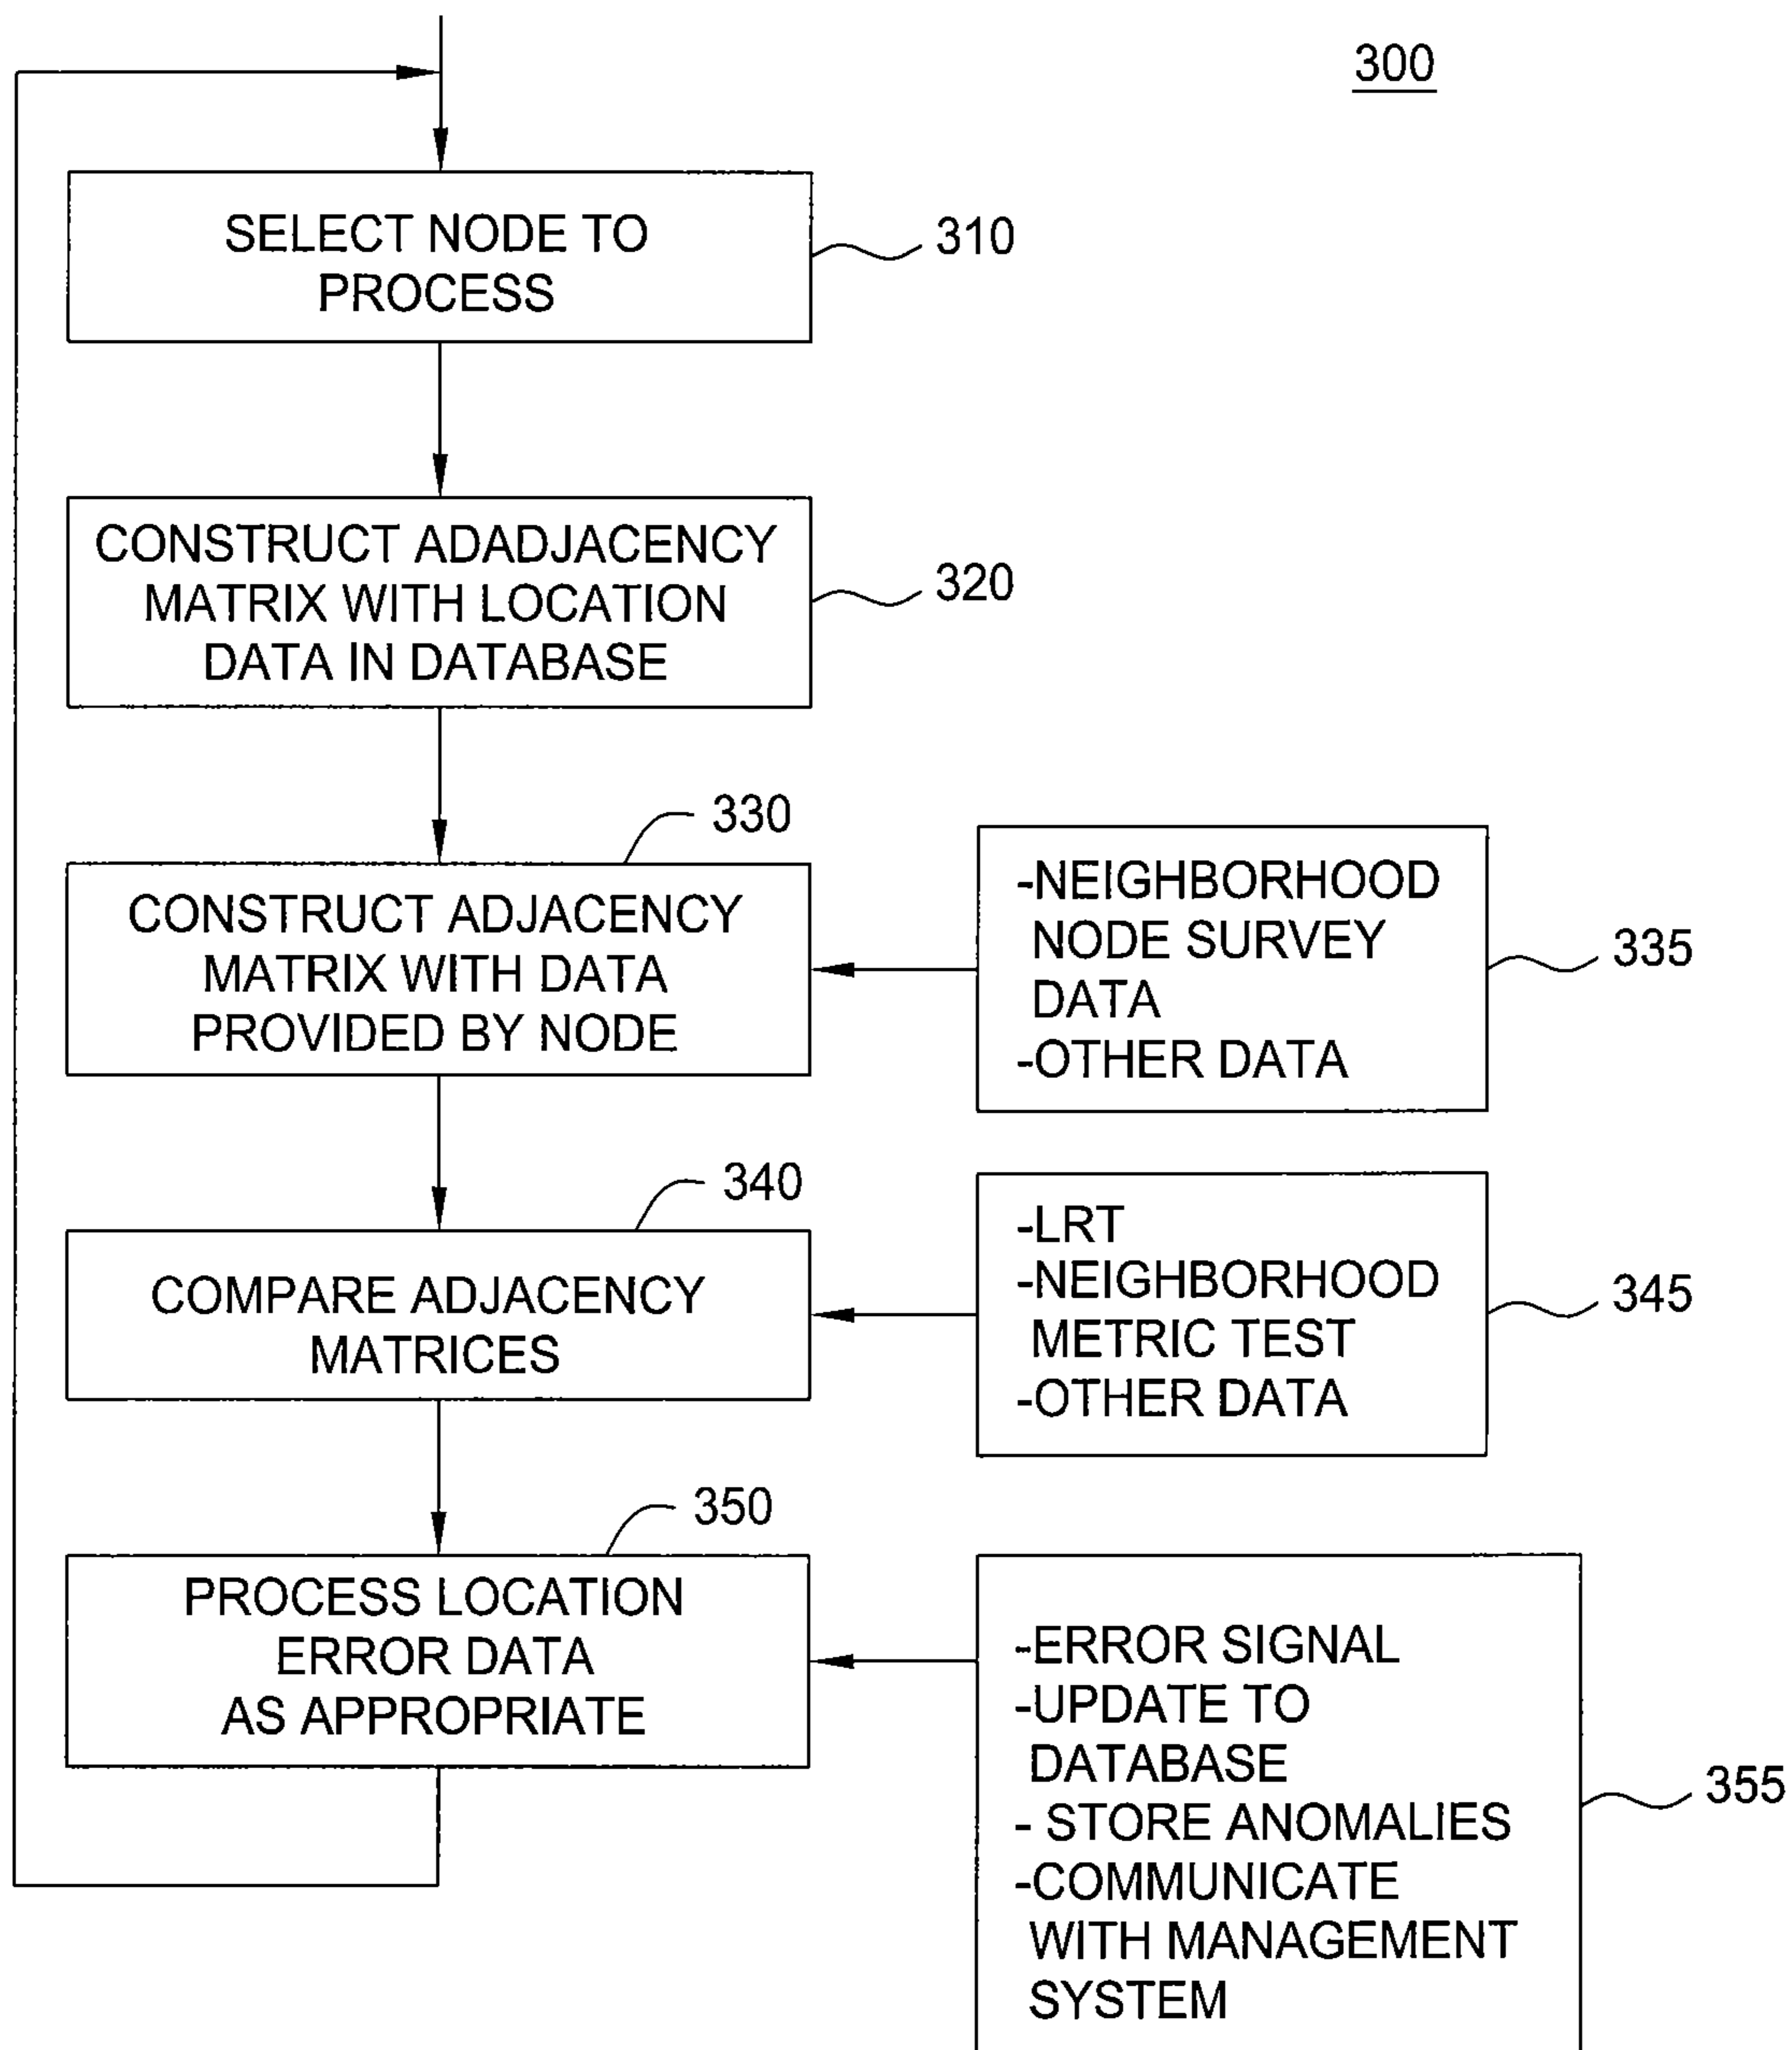 300
SELECT NODE TO
PROCESS
310
CONSTRUCT ADADJACENCY
MATRIX WITH LOCATION
DATA IN DATABASE
320
330
CONSTRUCT ADJACENCY
MATRIX WITH DATA
PROVIDED BY NODE
-NEIGHBORHOOD
NODE SURVEY
DATA
-OTHER DATA
335
340
COMPARE ADJACENCY
MATRICES
-LRT
-NEIGHBORHOOD
METRIC TEST
-OTHER DATA
345
350
PROCESS LOCATION
ERROR DATA
AS APPROPRIATE
-ERROR SIGNAL
-UPDATE TO
DATABASE
- STORE ANOMALIES
-COMMUNICATE
WITH MANAGEMENT
SYSTEM
355